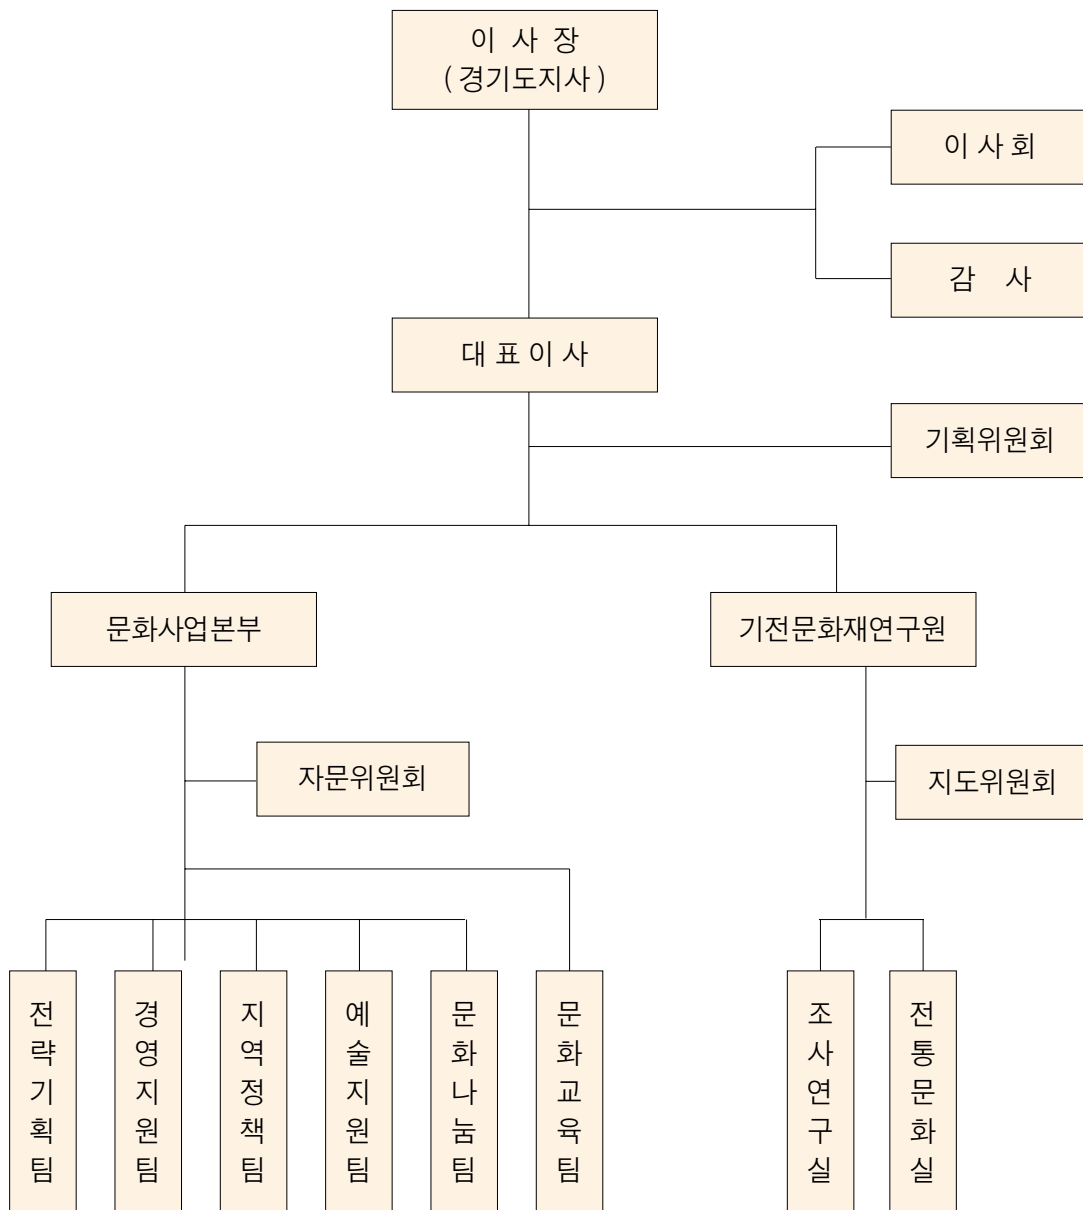 이 사 장
( 경기도지사 )
이 사 회
감 사
대 표 이 사
기획위원회
문화사업본부
기전문화재연구원
자문위원회
지도위원회
전략기획팀
경영지원팀
지역정책팀
예술지원팀
문화나눔팀
문화교육팀
조사연구실
전통문화실